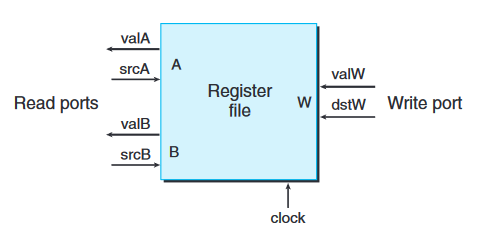 valA
srcA
A
Read ports
valB
srcB
B
Register
file
W
valW
dstW
Write port
clock